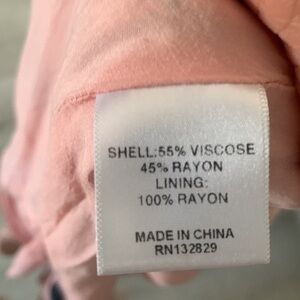 SHELL:55% VISCOSE
45% RAYON
LINING:
100% RAYON
MADE IN CHINA
RN132829